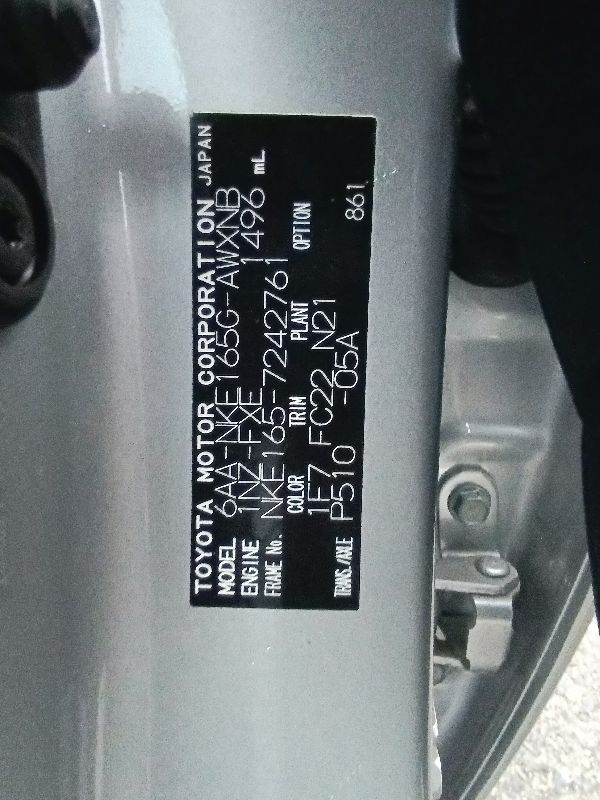 TOYOTA MOTOR CORPORATION JAPAN
MODEL 6AA-NKE165G-AWXNB
ENGINE 1NZ-FXE 1496 mL
FRAME No. NKE165-7242761
COLOR TRIM PLANT OPTION
1F7 FC22 N21
TRANS./AXLE P510 -05A 861